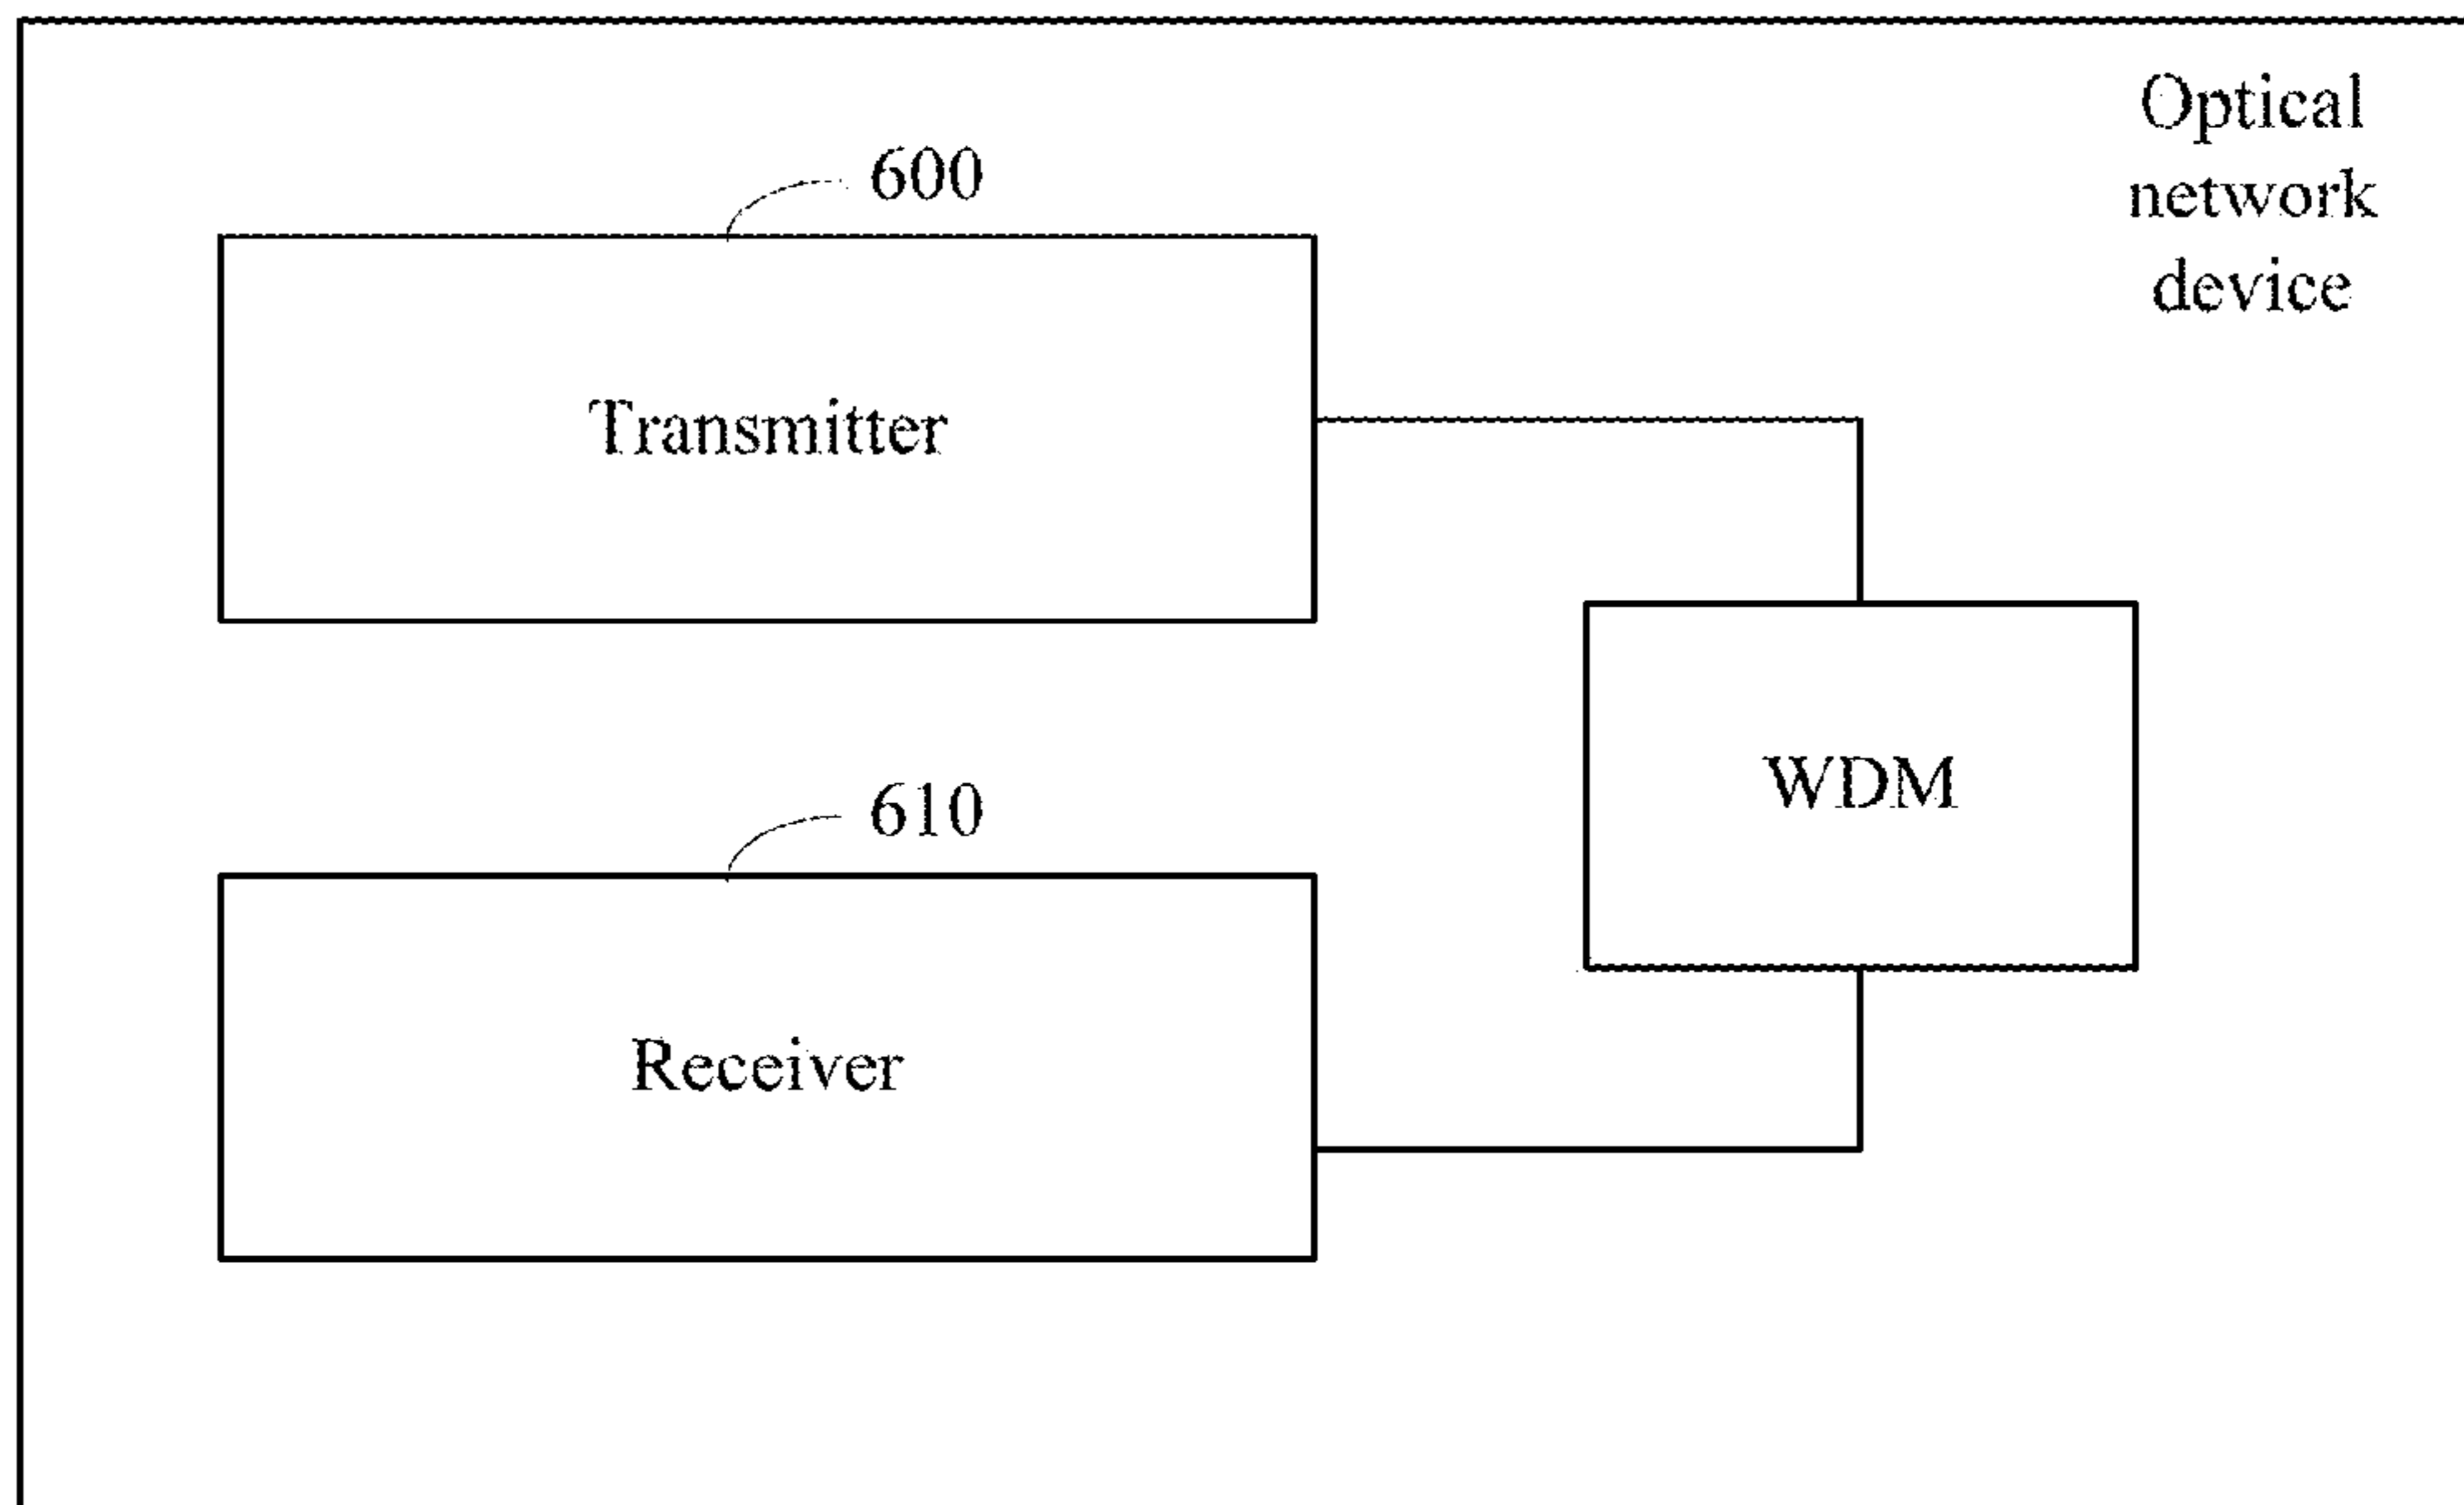 Optical
network
device
600
Transmitter
WDM
610
Receiver